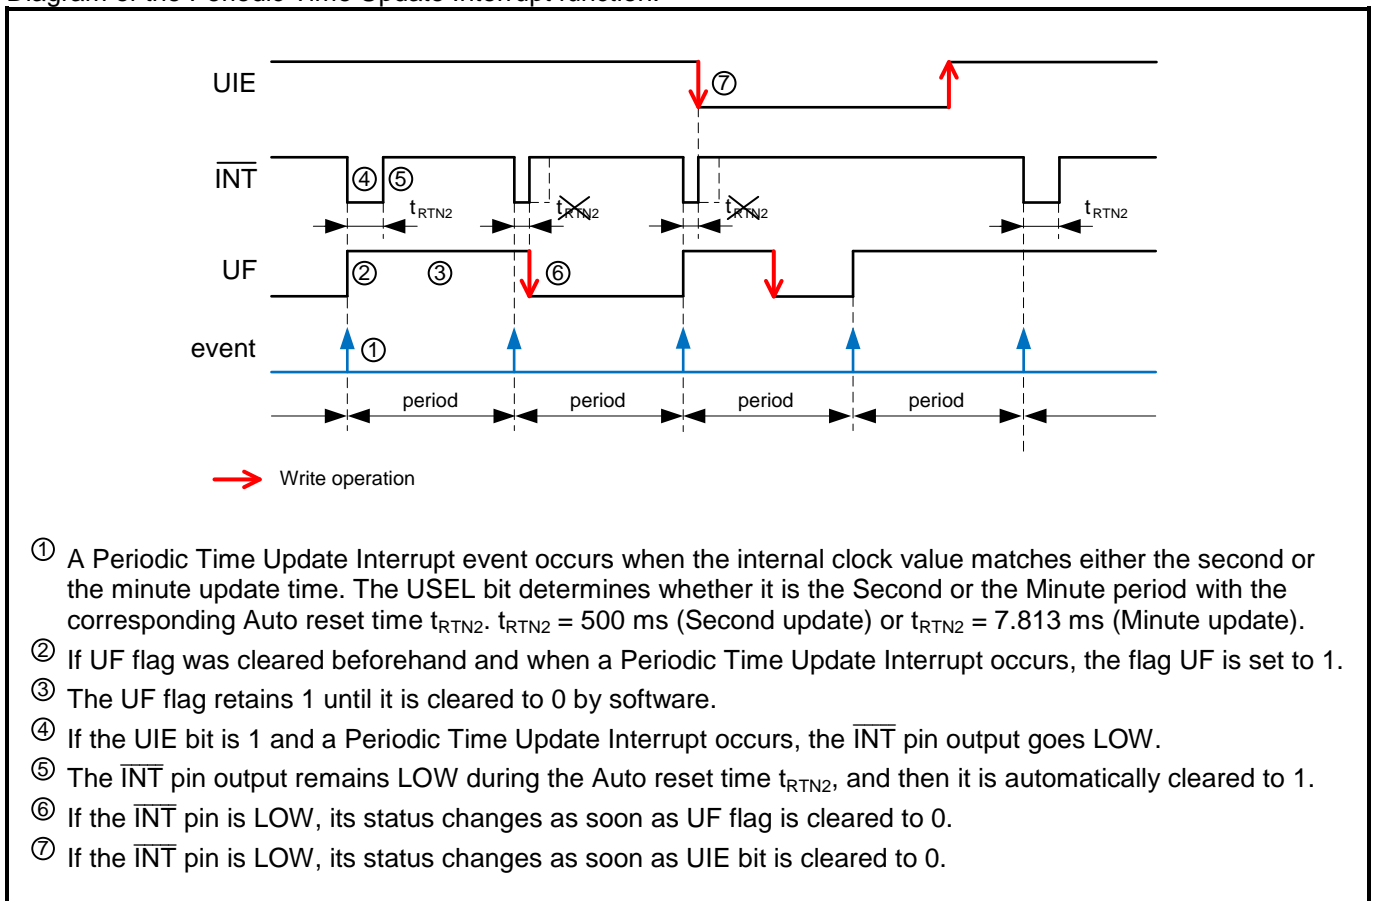 Diagram of the Periodic Time Update Interrupt function:
UIE
⑦
INT
④ ⑤
tRTN2 tRTN2 tRTN2 tRTN2
UF
② ③ ⑥
event
①
period period period period
Write operation
① A Periodic Time Update Interrupt event occurs when the internal clock value matches either the second or
the minute update time. The USEL bit determines whether it is the Second or the Minute period with the
corresponding Auto reset time tRTN2. tRTN2 = 500 ms (Second update) or tRTN2 = 7.813 ms (Minute update).
② If UF flag was cleared beforehand and when a Periodic Time Update Interrupt occurs, the flag UF is set to 1.
③ The UF flag retains 1 until it is cleared to 0 by software.
④ If the UIE bit is 1 and a Periodic Time Update Interrupt occurs, the INT pin output goes LOW.
⑤ The INT pin output remains LOW during the Auto reset time tRTN2, and then it is automatically cleared to 1.
⑥ If the INT pin is LOW, its status changes as soon as UF flag is cleared to 0.
⑦ If the INT pin is LOW, its status changes as soon as UIE bit is cleared to 0.